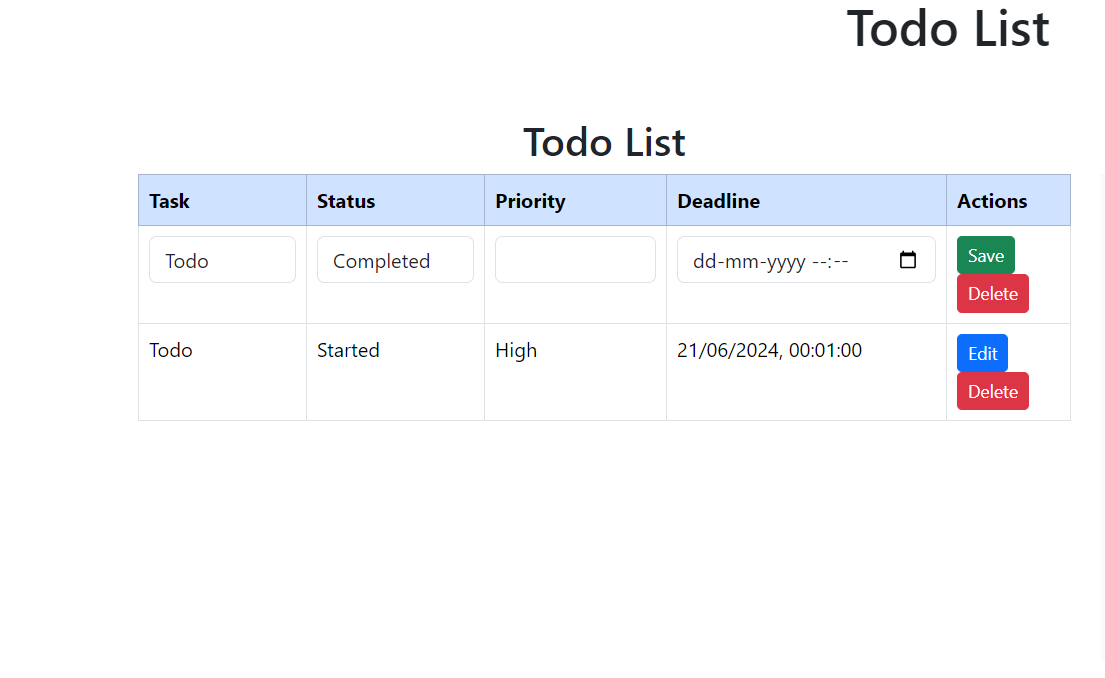 Todo List
Todo List
Task Status Priority Deadline Actions
Todo Completed dd-mm-yyyy --:-- Save
Delete
Todo Started High 21/06/2024, 00:01:00 Edit
Delete